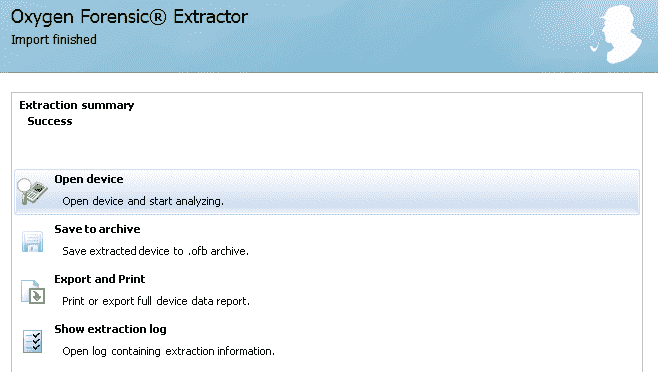 Oxygen Forensic® Extractor
Import finished
Extraction summary
Success
Open device
Open device and start analyzing.
Save to archive
Save extracted device to .ofb archive.
Export and Print
Print or export full device data report.
Show extraction log
Open log containing extraction information.